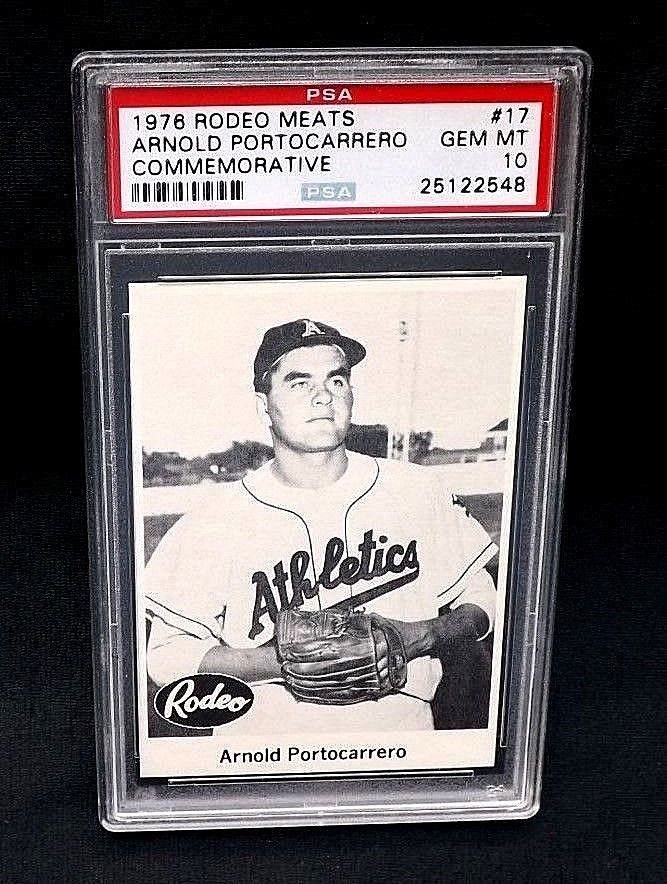 PSA
1976 RODEO MEATS #17
ARNOLD PORTOCARRERO GEM MT
COMMEMORATIVE 10
PSA 25122548
A
Athletics
Rodeo
Arnold Portocarrero